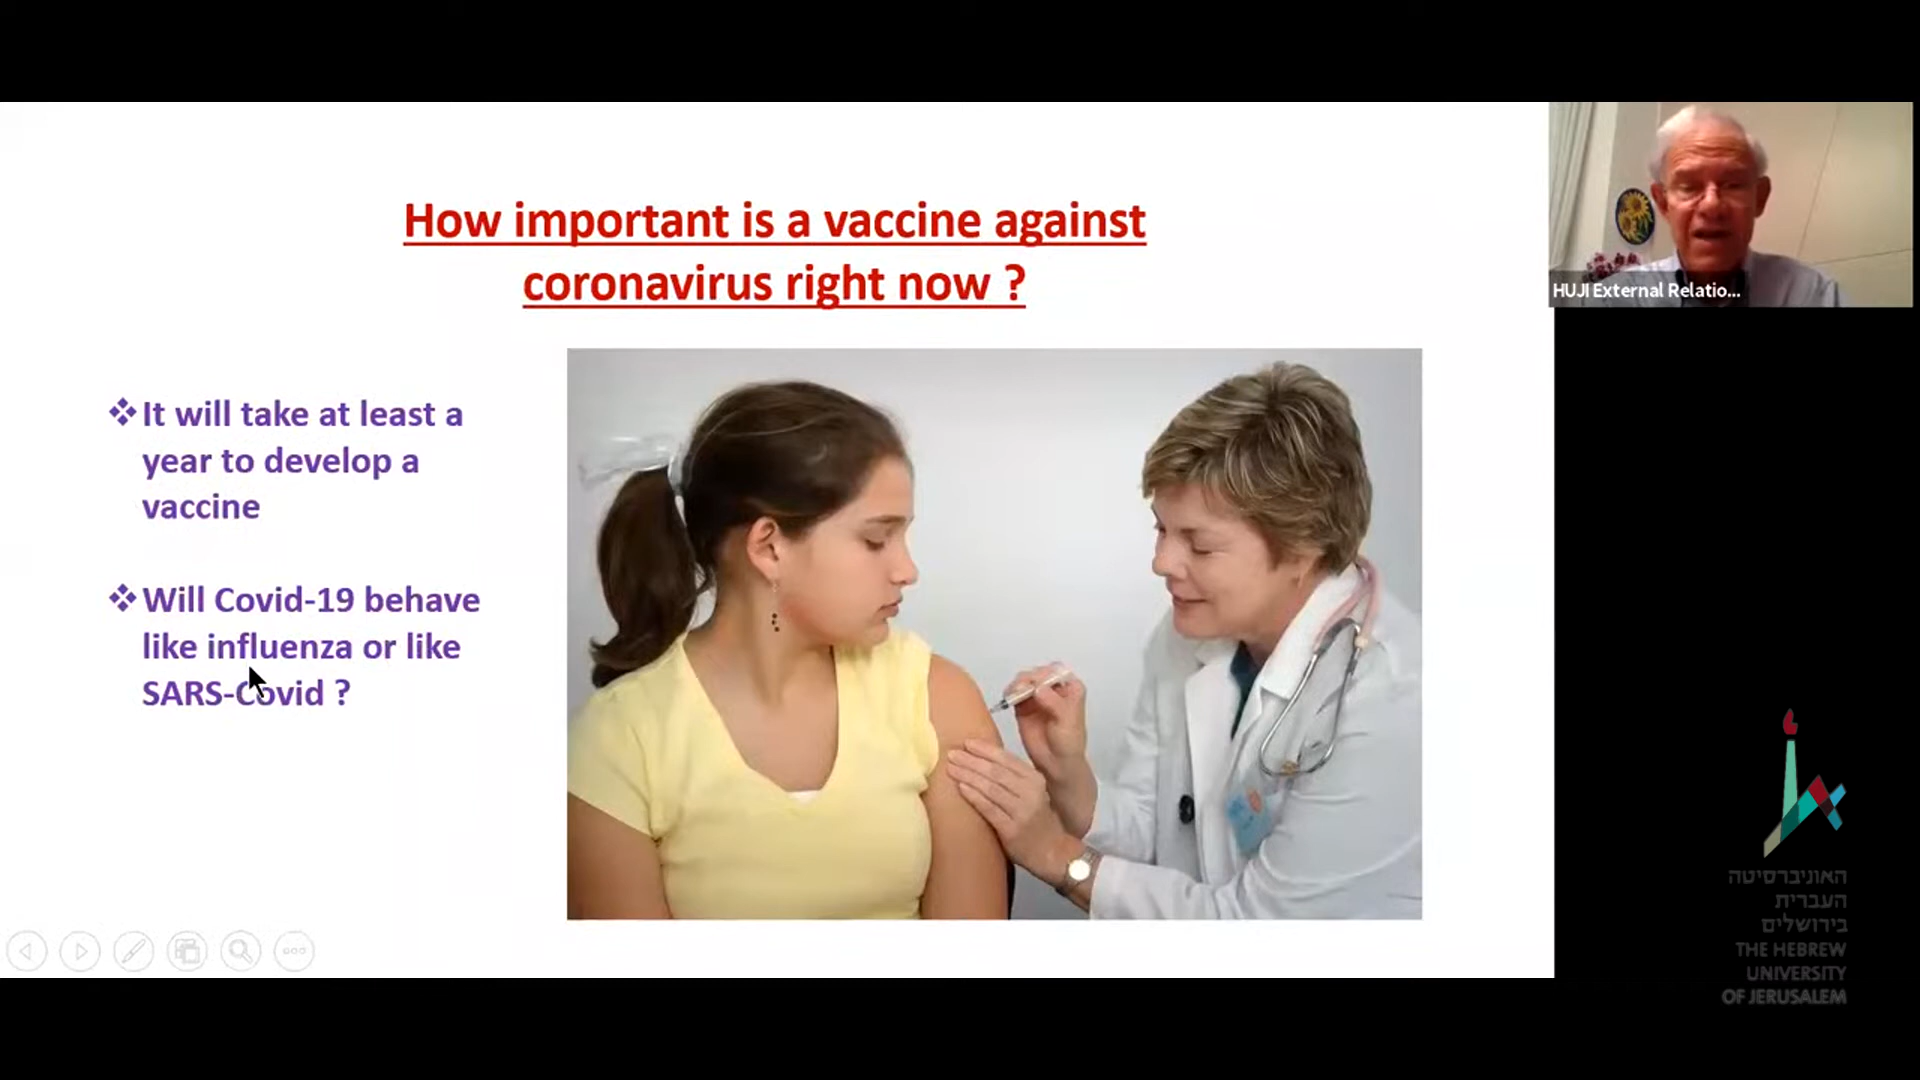 How important is a vaccine against
coronavirus right now ?
❖It will take at least a
year to develop a
vaccine
❖Will Covid-19 behave
like influenza or like
SARS-Covid ?
HUJI External Relatio...
האוניברסיטה
העברית
בירושלים
THE HEBREW
UNIVERSITY
OF JERUSALEM